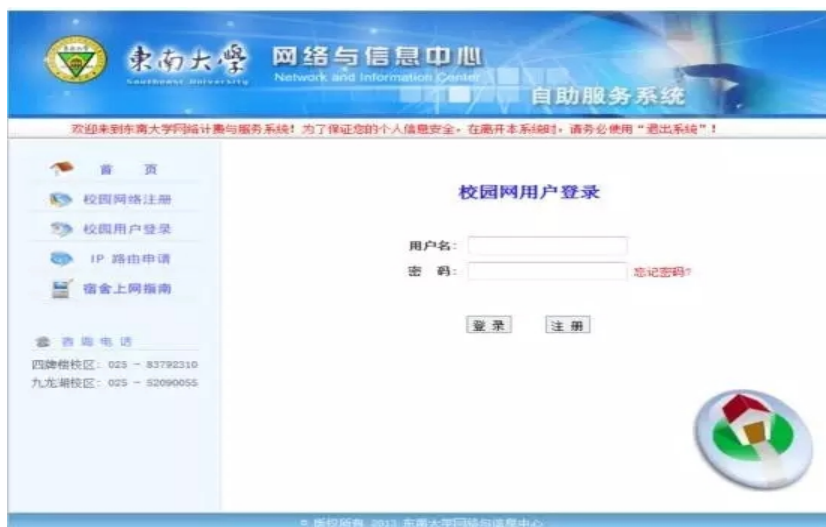 東南大學
Southeast University
网络与信息中心
Network and Information Center
自助服务系统
欢迎来到东南大学网络计费与服务系统！为了保证您的个人信息安全，在离开本系统时，请务必使用“退出系统”！
首 页
校园网络注册
校园用户登录
IP 路由申请
宿舍上网指南
咨询电话
四牌楼校区：025 - 83792310
九龙湖校区：025 - 52090055
校园网用户登录
用户名：
密 码：
忘记密码？
登 录
注 册
© 版权所有 2013 东南大学网络与信息中心